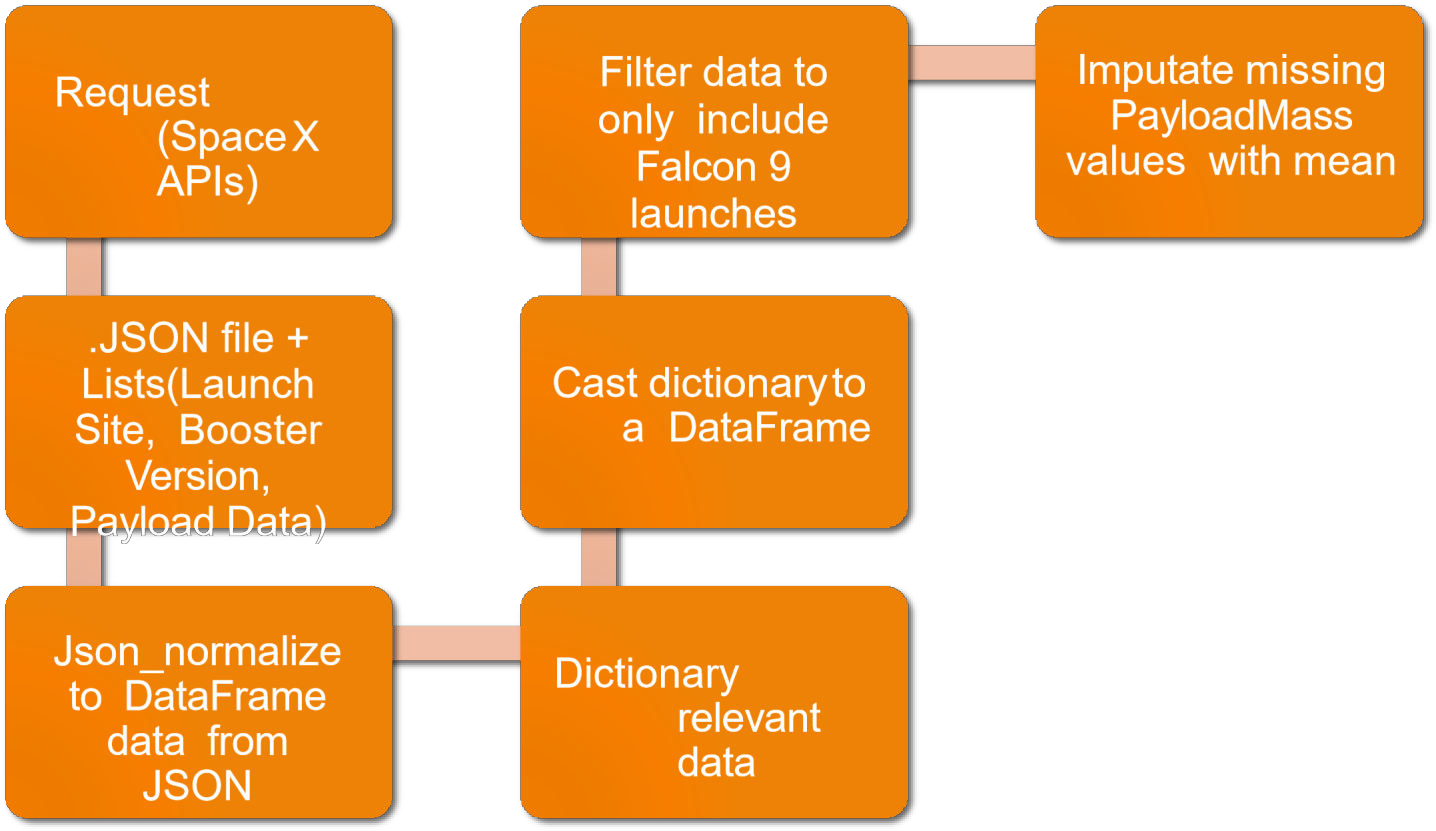 Request
(Space X
APIs)
.JSON file +
Lists(Launch
Site, Booster
Version,
Payload Data)
Json_normalize
to DataFrame
data from
JSON
Dictionary
relevant
data
Cast dictionary to
a DataFrame
Filter data to
only include
Falcon 9
launches
Imputate missing
PayloadMass
values with mean